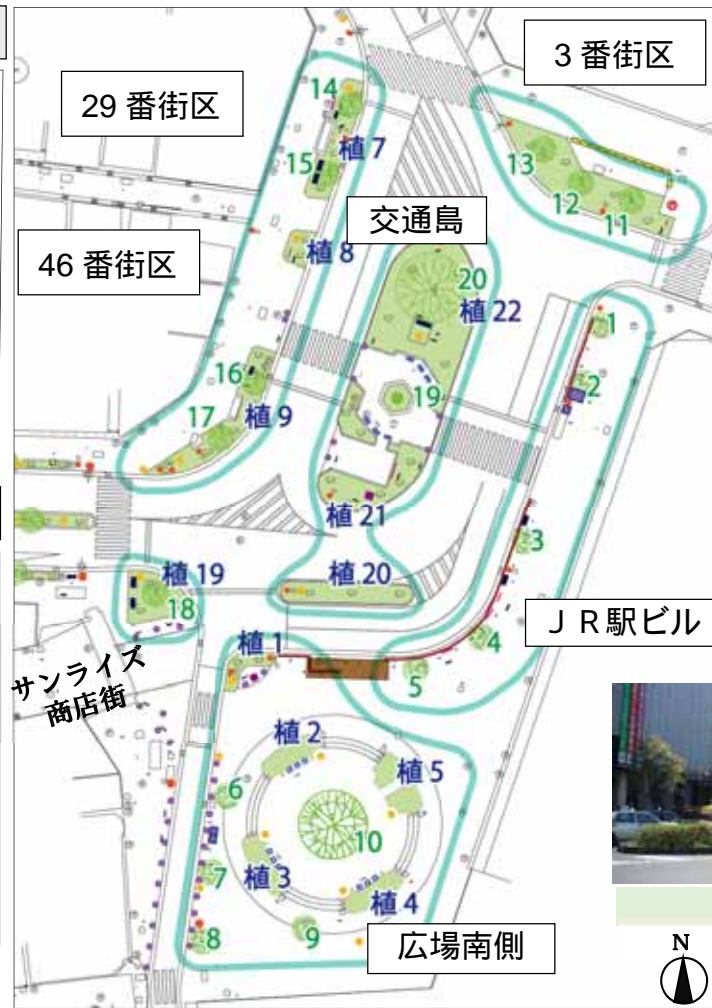 3 番街区
29 番街区
14
植 7
15
13
12
11
交通島
植 8
46 番街区
20
植 22
1
2
16
19
17
植 9
植 21
3
植 19
植 20
18
JR駅ビル
4
植 1
5
サンライズ
商店街
植 2
植 5
6
10
7
植 3
植 4
8
9
広場南側
N